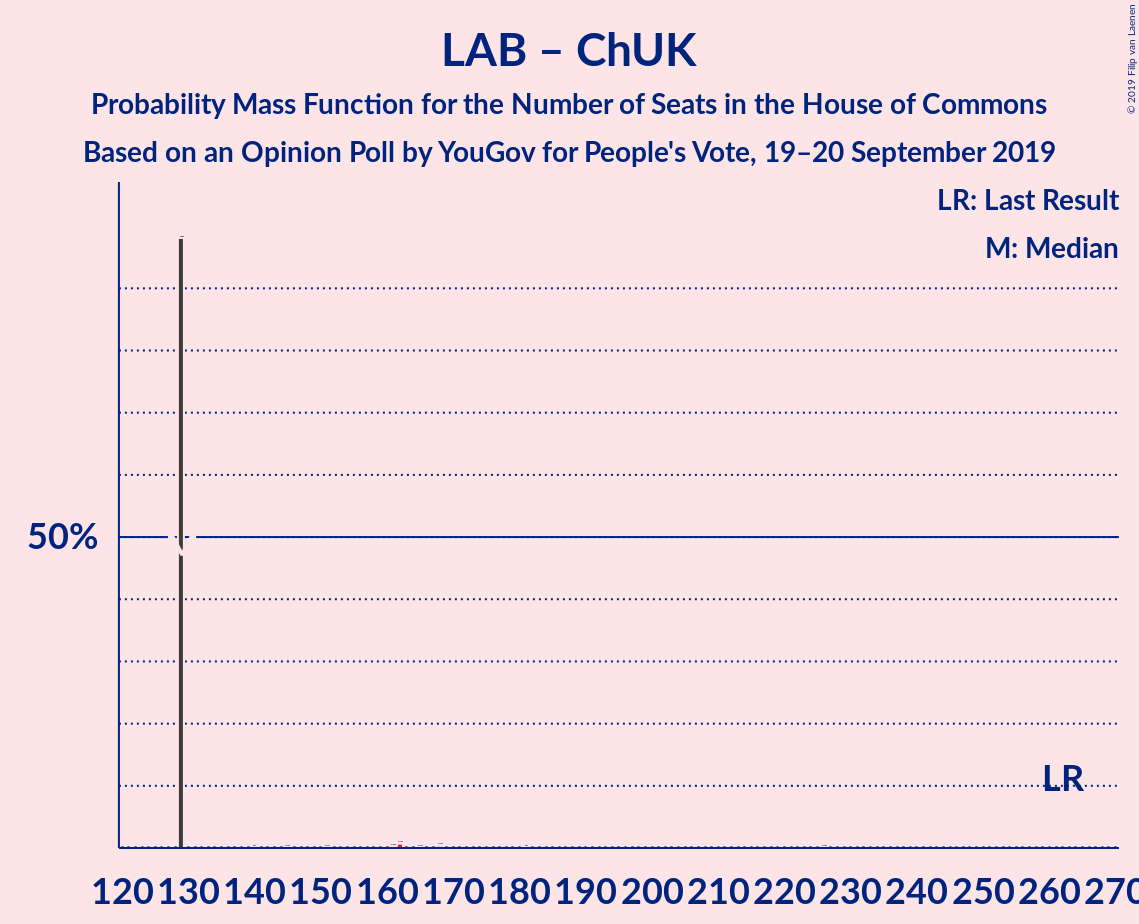 LAB – ChUK
Probability Mass Function for the Number of Seats in the House of Commons
Based on an Opinion Poll by YouGov for People's Vote, 19–20 September 2019
© 2019 Filip van Laenen
LR: Last Result
M: Median
50%
LR
120 130 140 150 160 170 180 190 200 210 220 230 240 250 260 270